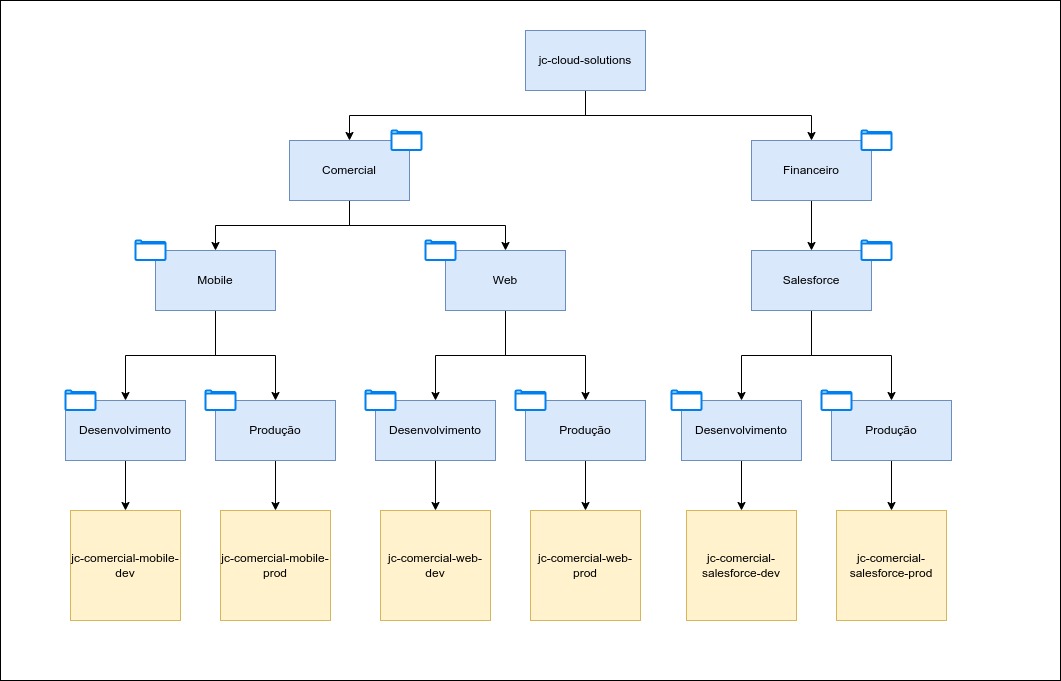 jc-cloud-solutions
Comercial
Financeiro
Mobile
Web
Salesforce
Desenvolvimento
Produção
Desenvolvimento
Produção
Desenvolvimento
Produção
jc-comercial-mobile-
dev
jc-comercial-mobile-
prod
jc-comercial-web-
dev
jc-comercial-web-
prod
jc-comercial-
salesforce-dev
jc-comercial-
salesforce-prod